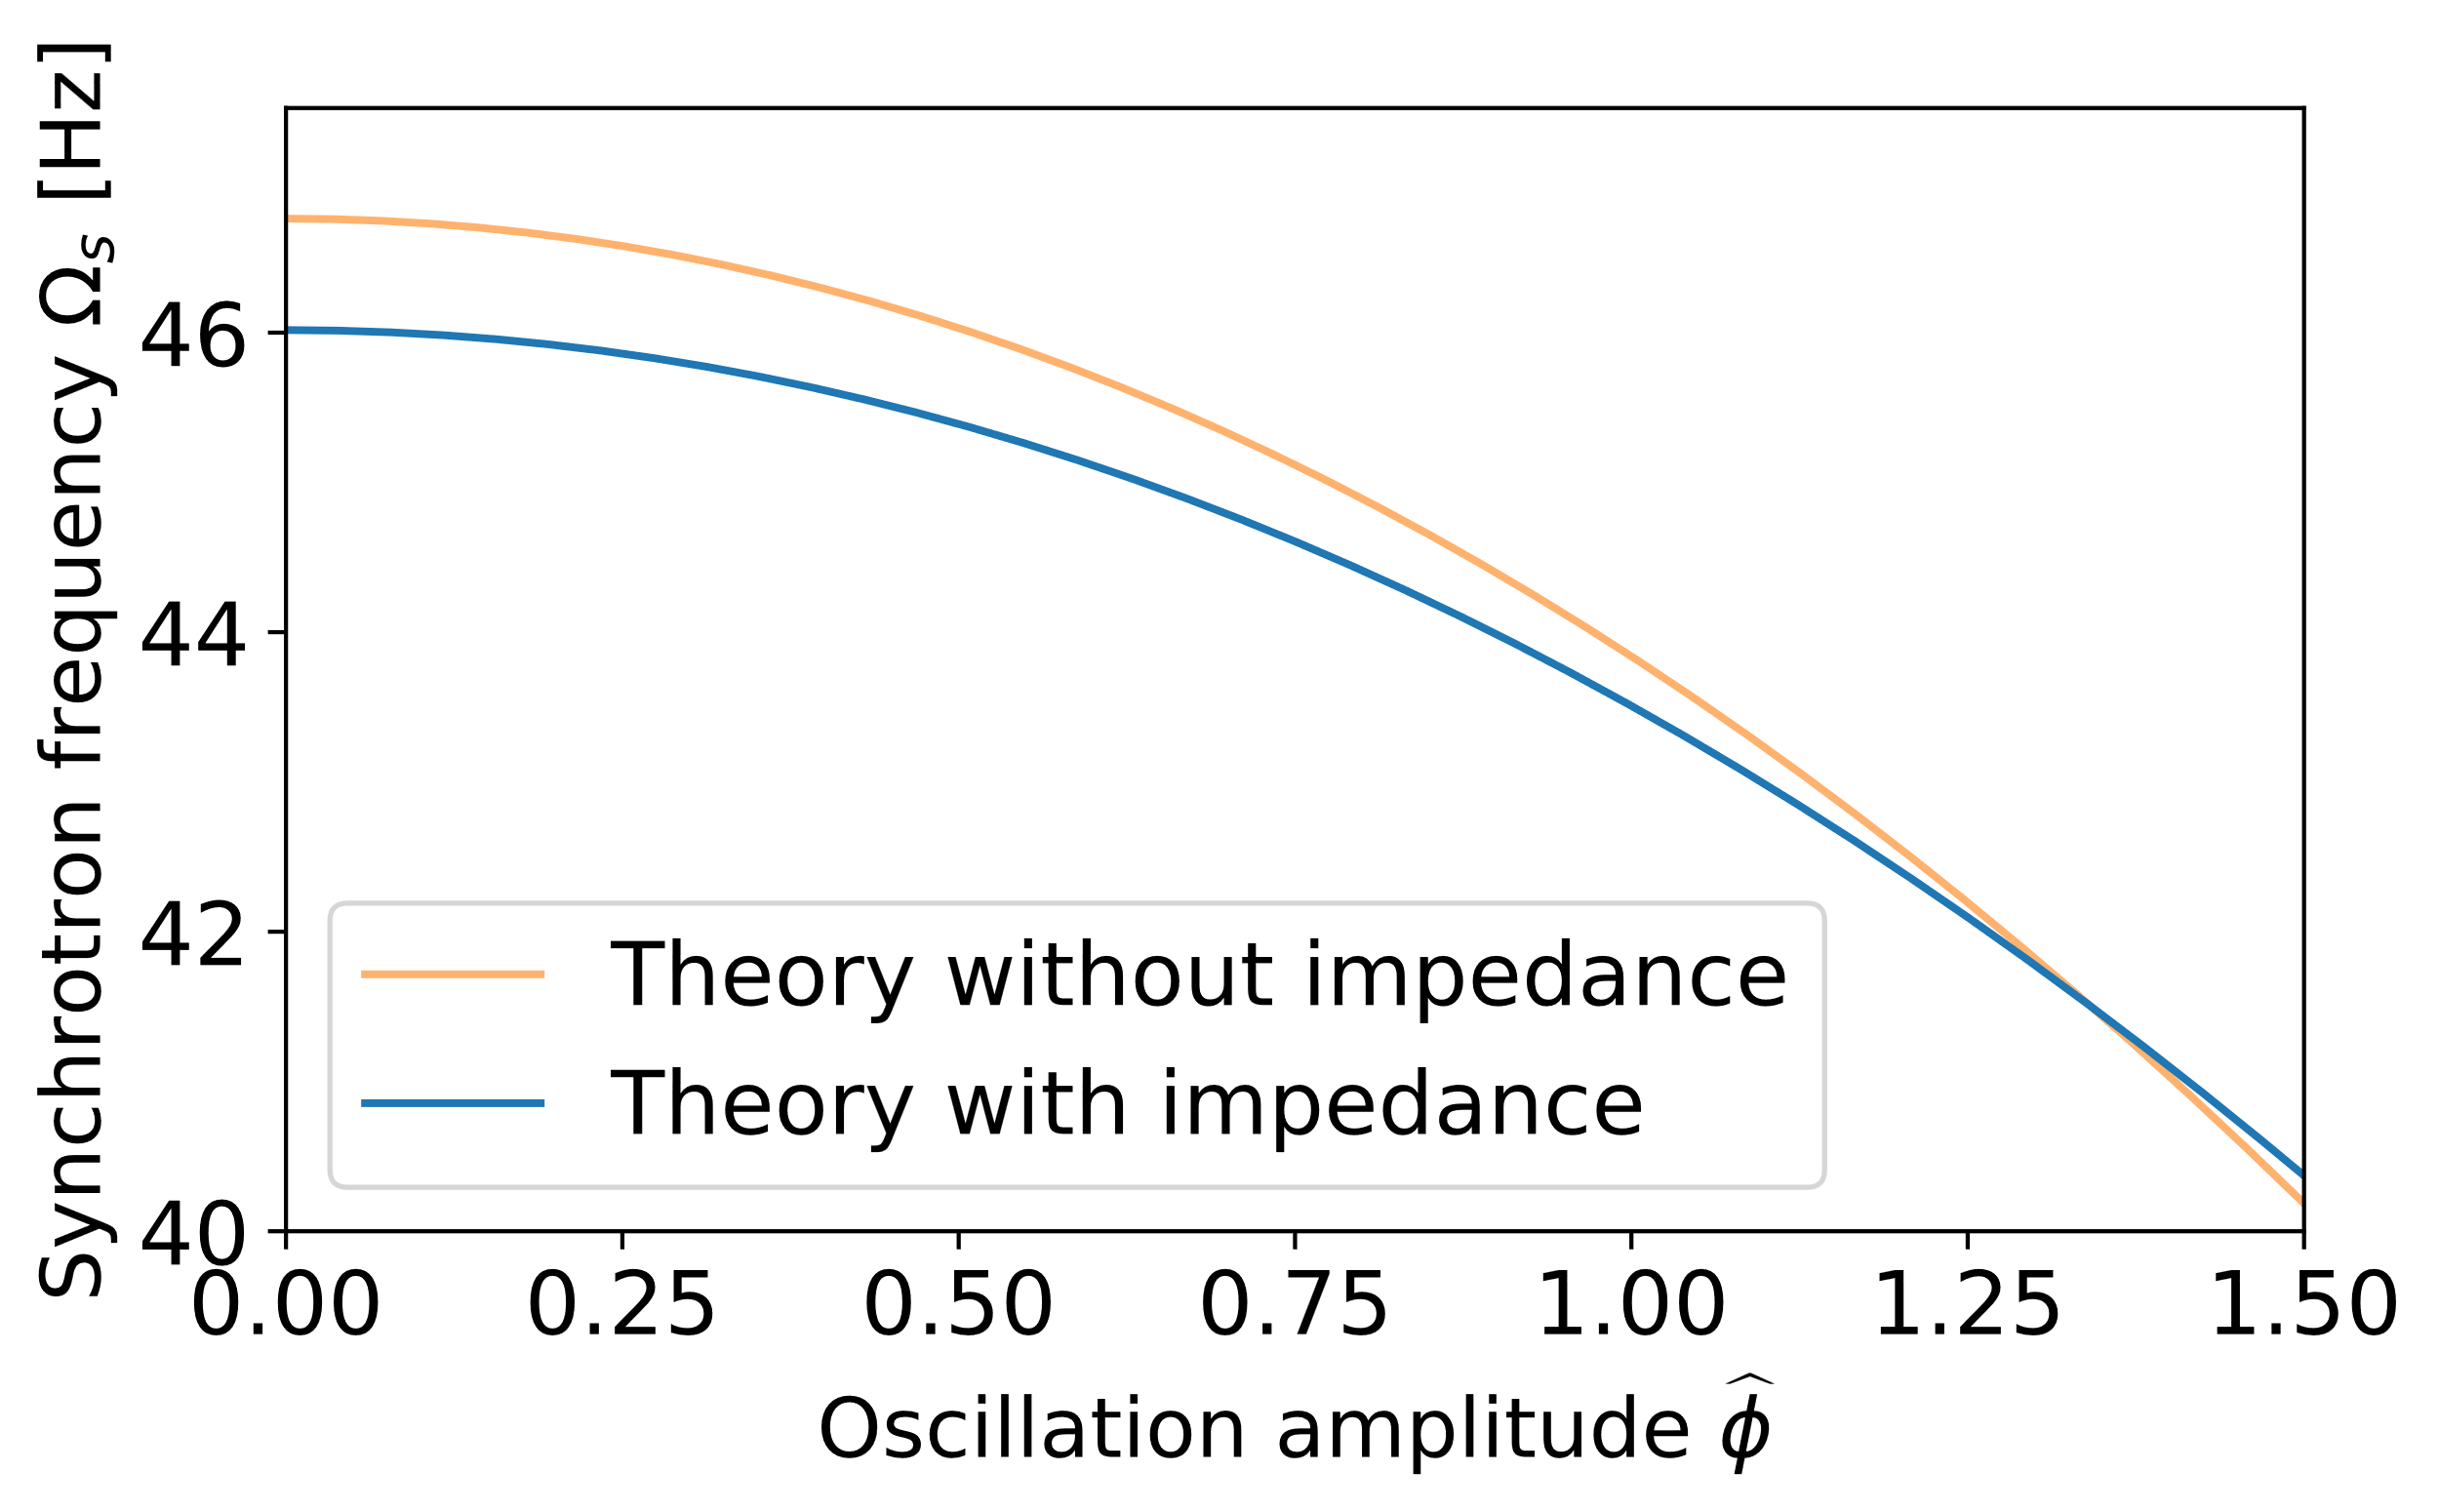 Synchrotron frequency Ωₛ [Hz]
46
44
42
40
Theory without impedance
Theory with impedance
0.00 0.25 0.50 0.75 1.00 1.25 1.50
Oscillation amplitude ϕ̂